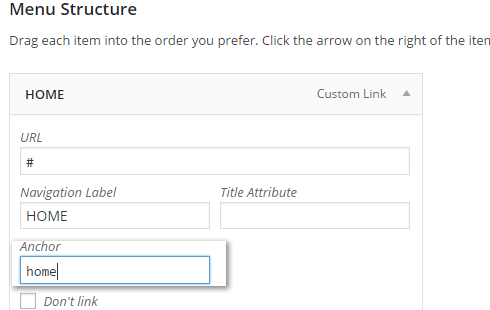 Menu Structure
Drag each item into the order you prefer. Click the arrow on the right of the item
HOME Custom Link
URL
#
Navigation Label Title Attribute
HOME
Anchor
home
Don't link